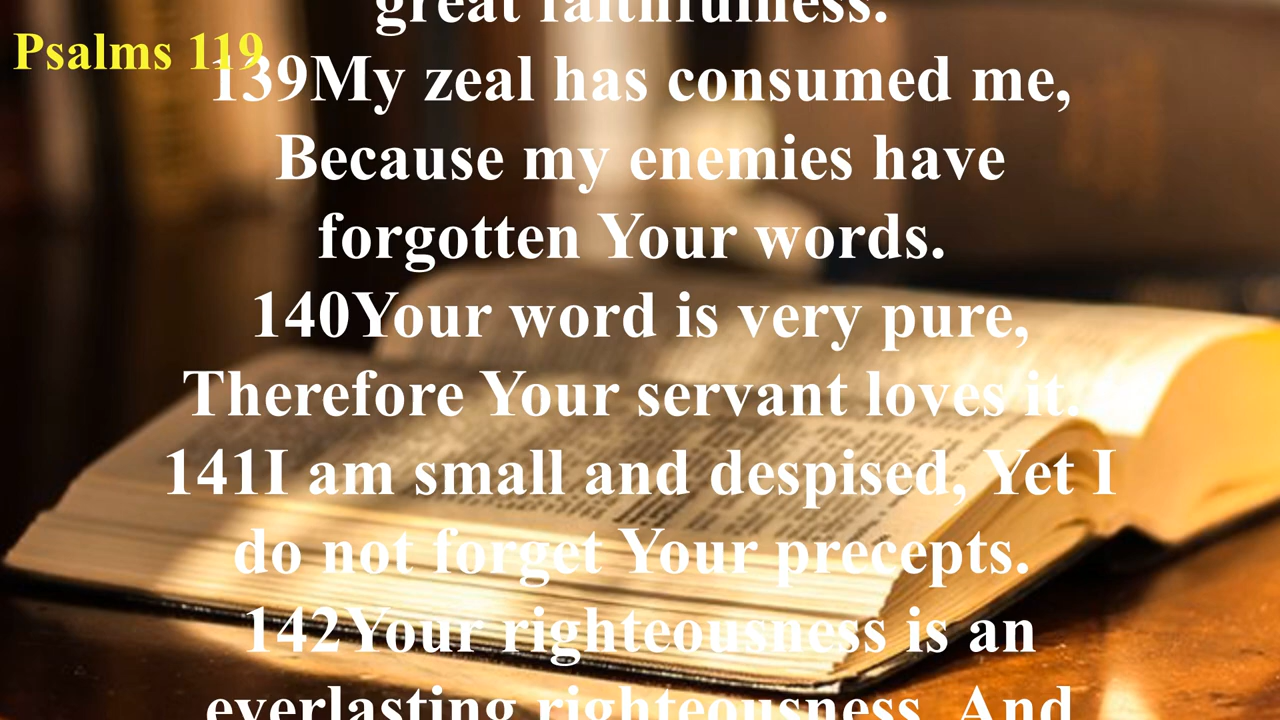 great faithfulness.
Psalms 119
139My zeal has consumed me,
Because my enemies have
forgotten Your words.
140Your word is very pure,
Therefore Your servant loves it.
141I am small and despised, Yet I
do not forget Your precepts.
142Your righteousness is an
everlasting righteousness, And